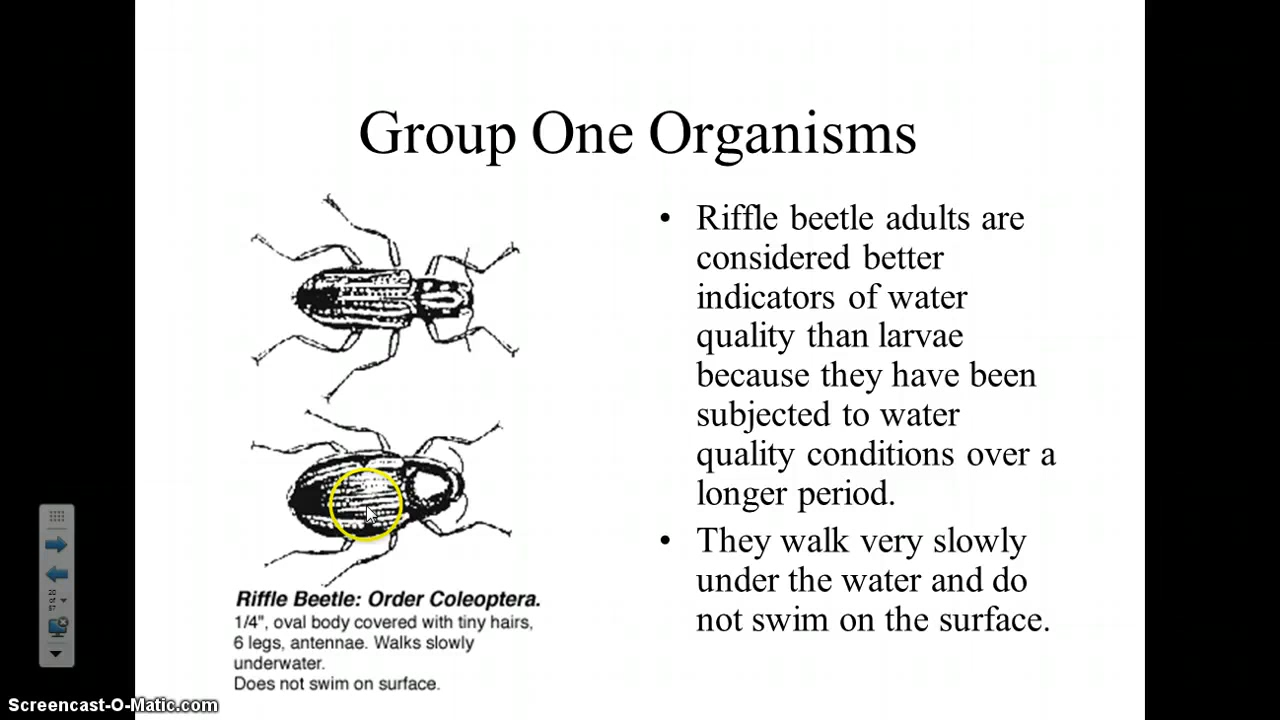 Group One Organisms
• Riffle beetle adults are
considered better
indicators of water
quality than larvae
because they have been
subjected to water
quality conditions over a
longer period.
• They walk very slowly
under the water and do
not swim on the surface.
Riffle Beetle: Order Coleoptera.
1/4", oval body covered with tiny hairs,
6 legs, antennae. Walks slowly
underwater.
Does not swim on surface.
Screencast-O-Matic.com